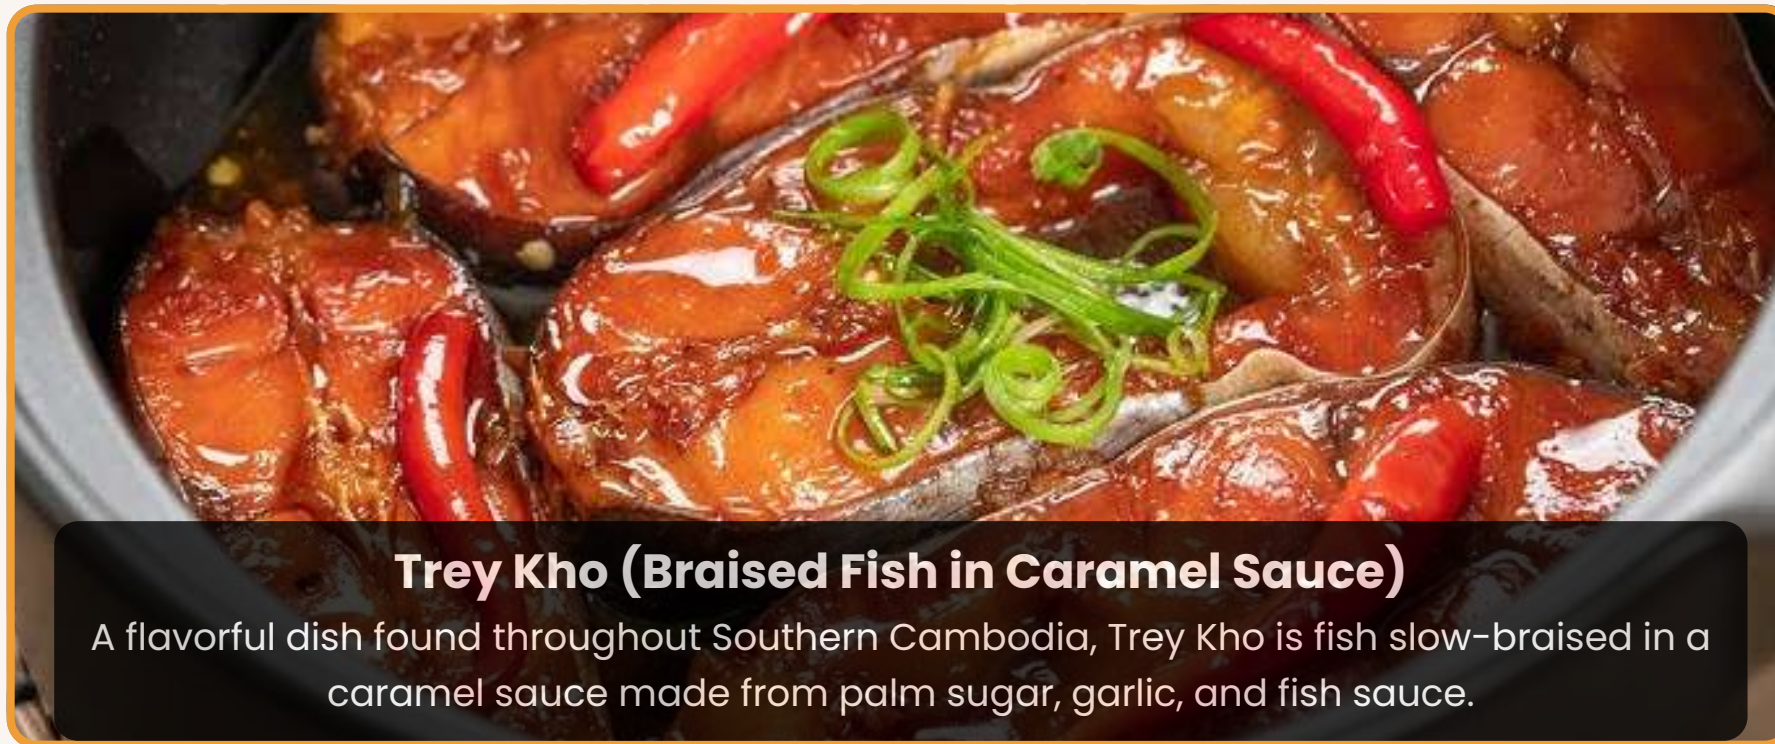 Trey Kho (Braised Fish in Caramel Sauce)
A flavorful dish found throughout Southern Cambodia, Trey Kho is fish slow-braised in a
caramel sauce made from palm sugar, garlic, and fish sauce.